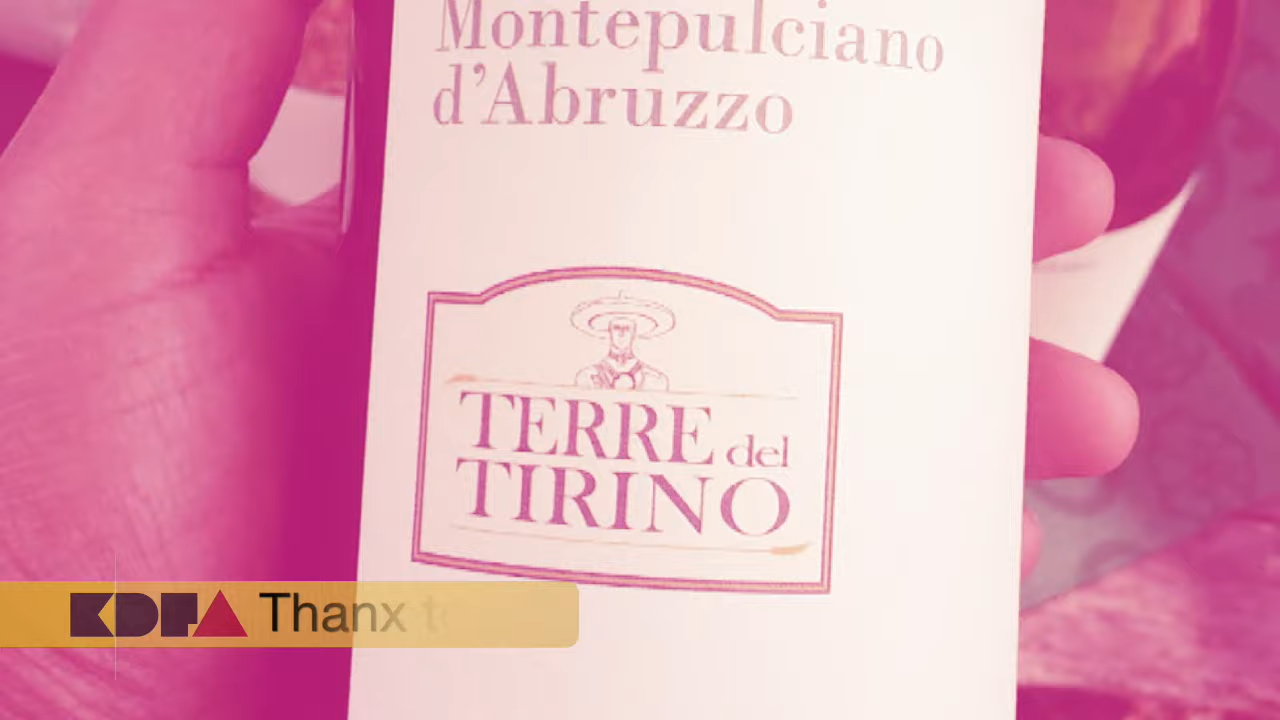 Montepulciano
d'Abruzzo
TERRE del
TIRINO
KDFA Thanx t